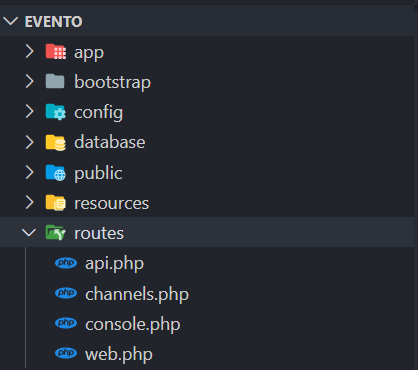 EVENTO
app
bootstrap
config
database
public
resources
routes
php api.php
php channels.php
php console.php
php web.php